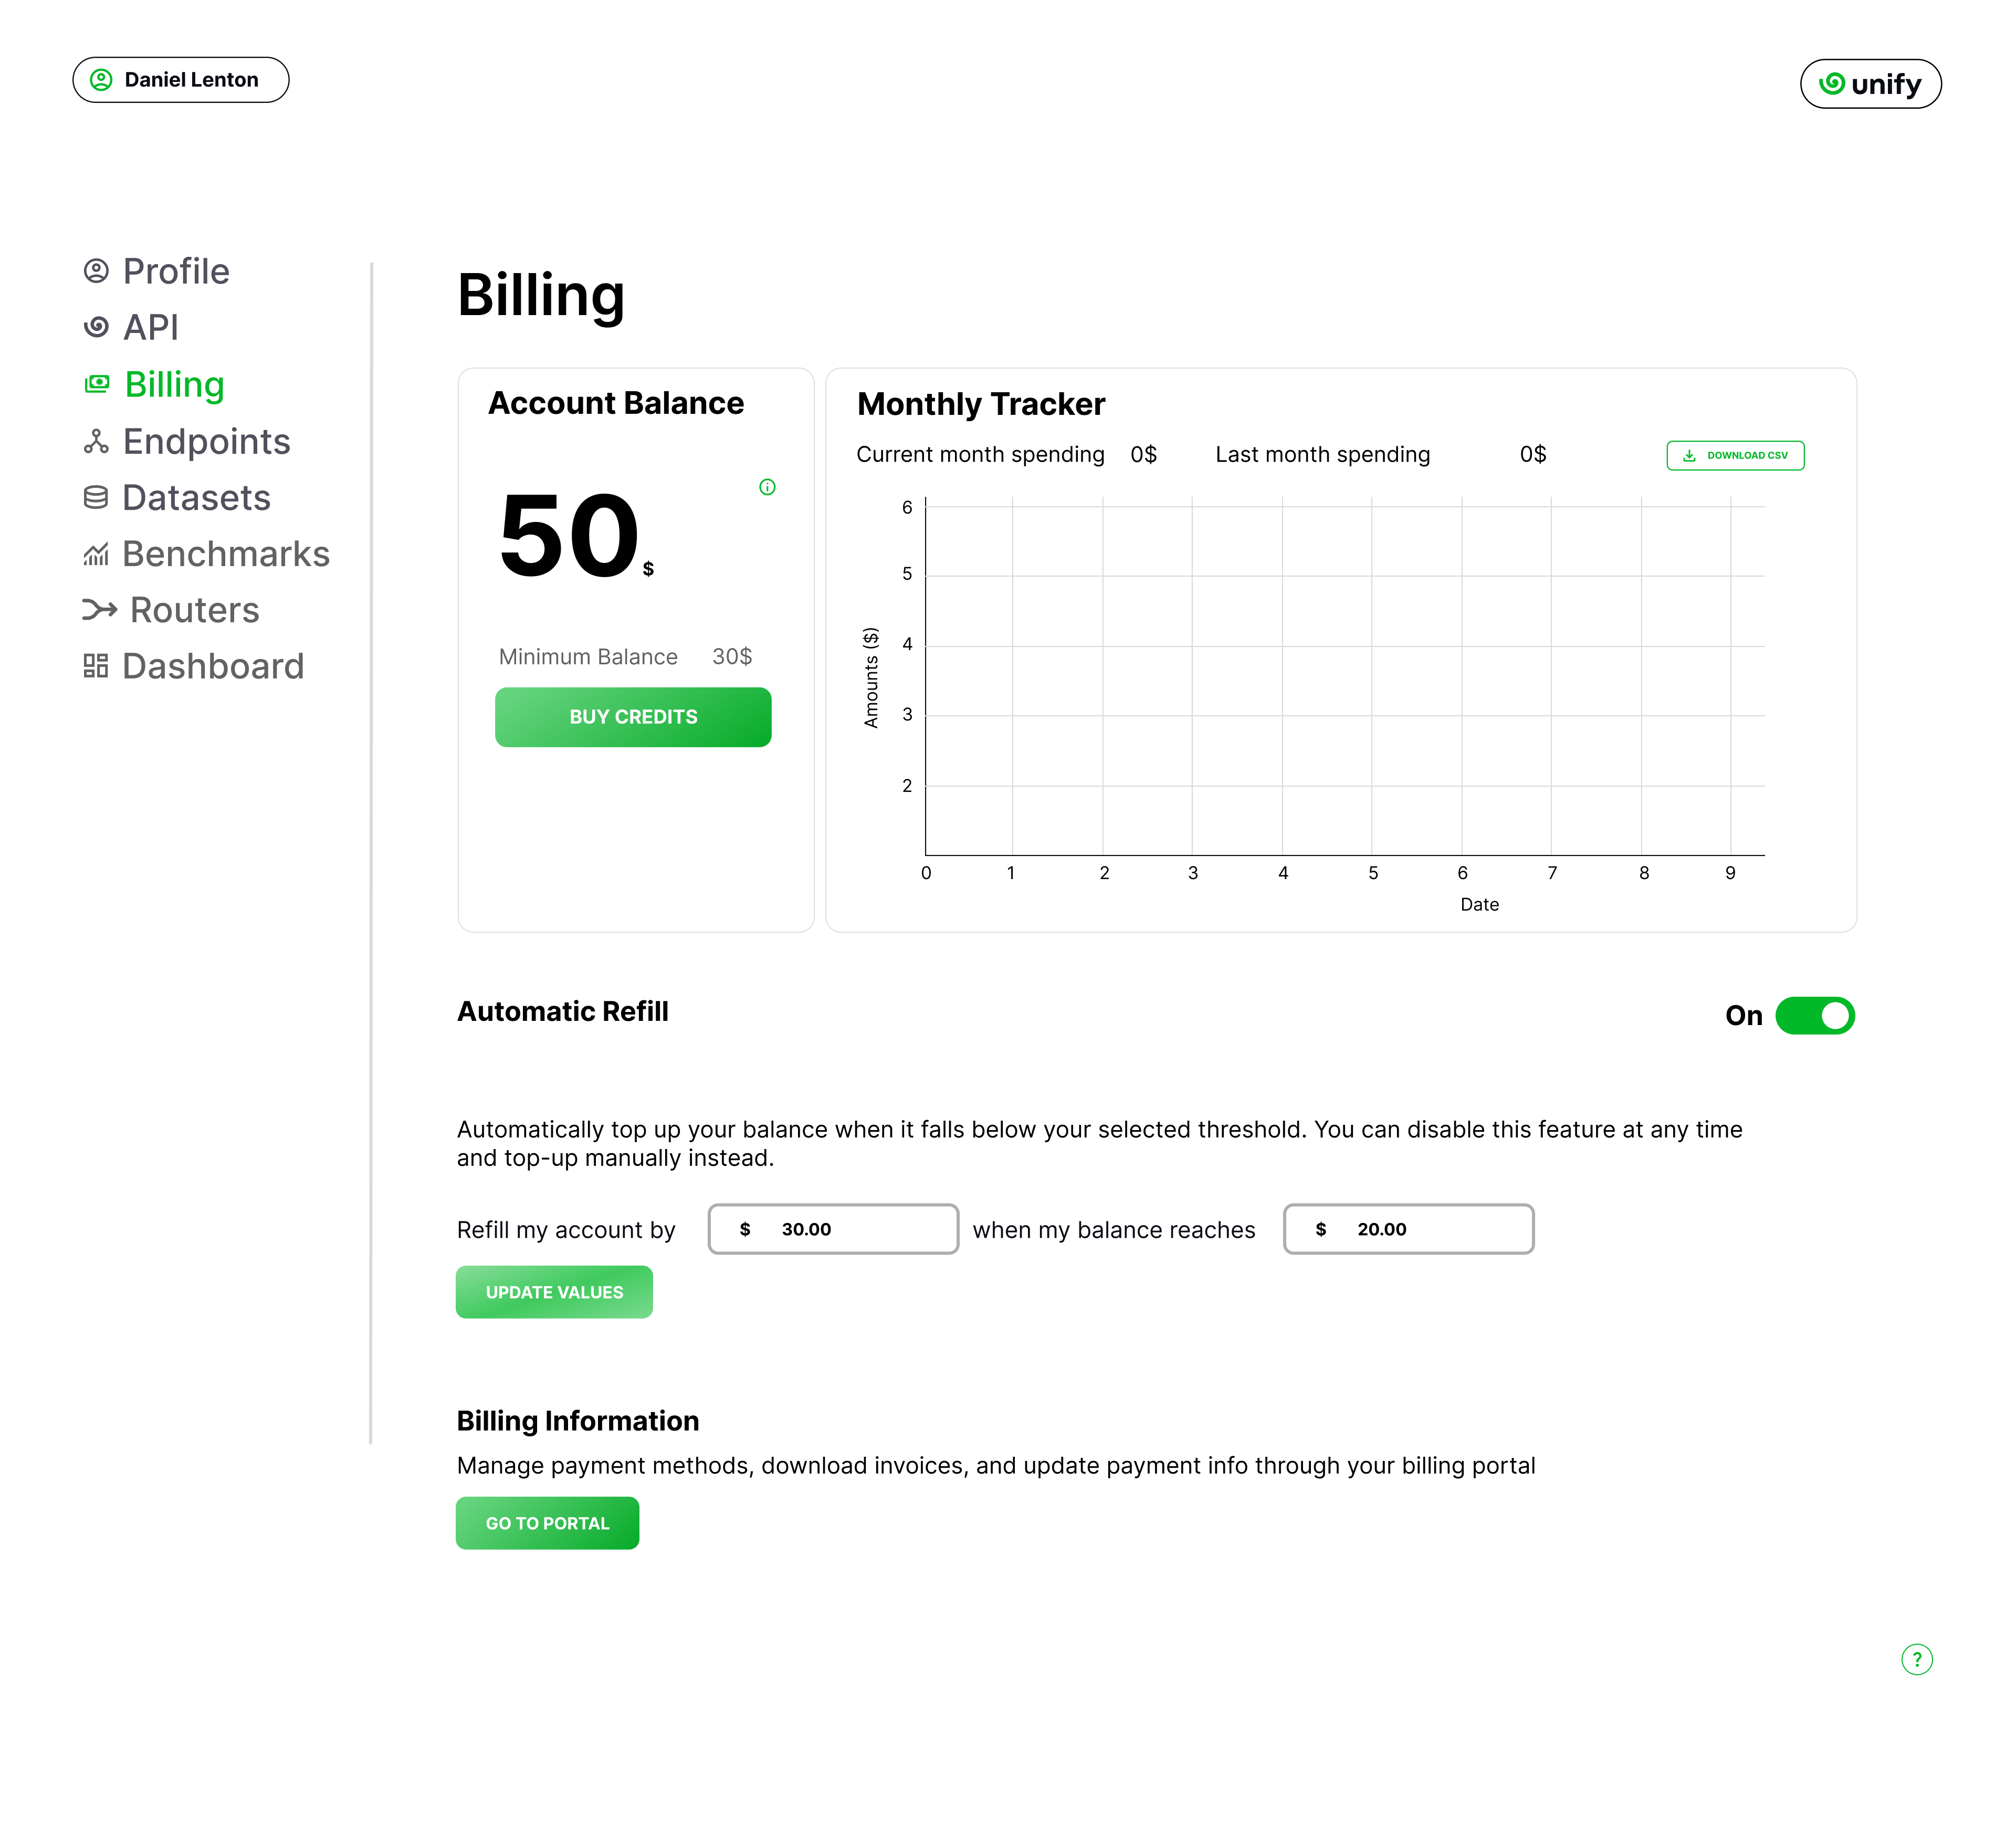 Daniel Lenton
unify
Profile
API
Billing
Endpoints
Datasets
Benchmarks
Routers
Dashboard
Billing
Account Balance
50$
Minimum Balance 30$
BUY CREDITS
Monthly Tracker
Current month spending 0$ Last month spending 0$ DOWNLOAD CSV
6
5
4
3
2
Amounts ($)
0 1 2 3 4 5 6 7 8 9
Date
Automatic Refill On
Automatically top up your balance when it falls below your selected threshold. You can disable this feature at any time
and top-up manually instead.
Refill my account by $ 30.00 when my balance reaches $ 20.00
UPDATE VALUES
Billing Information
Manage payment methods, download invoices, and update payment info through your billing portal
GO TO PORTAL
?